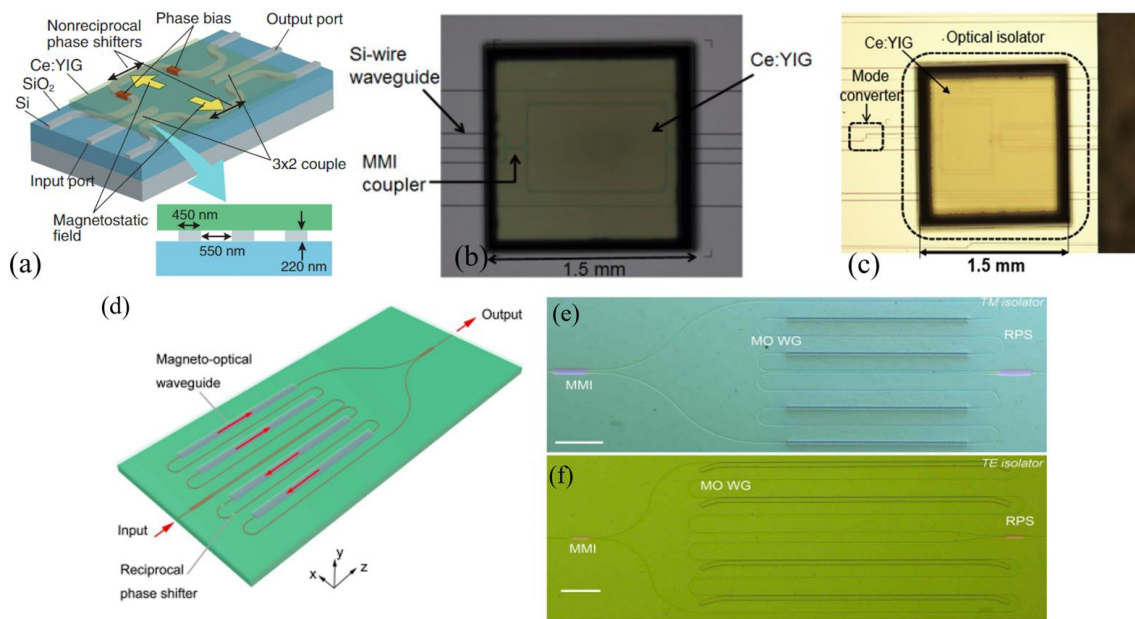 Nonreciprocal
phase shifters
Phase bias
Output port
Ce:YIG
SiO2
Si
Input port
Magnetostatic
field
3x2 couple
450 nm
550 nm
220 nm
(a)
Si-wire
waveguide
Ce:YIG
MMI
coupler
(b)
1.5 mm
Optical isolator
Ce:YIG
Mode
converter
(c)
1.5 mm
(d)
Output
Magneto-optical
waveguide
Input
Reciprocal
phase shifter
x
y
z
(e)
TM isolator
MO WG
RPS
MMI
(f)
TE isolator
MO WG
RPS
MMI